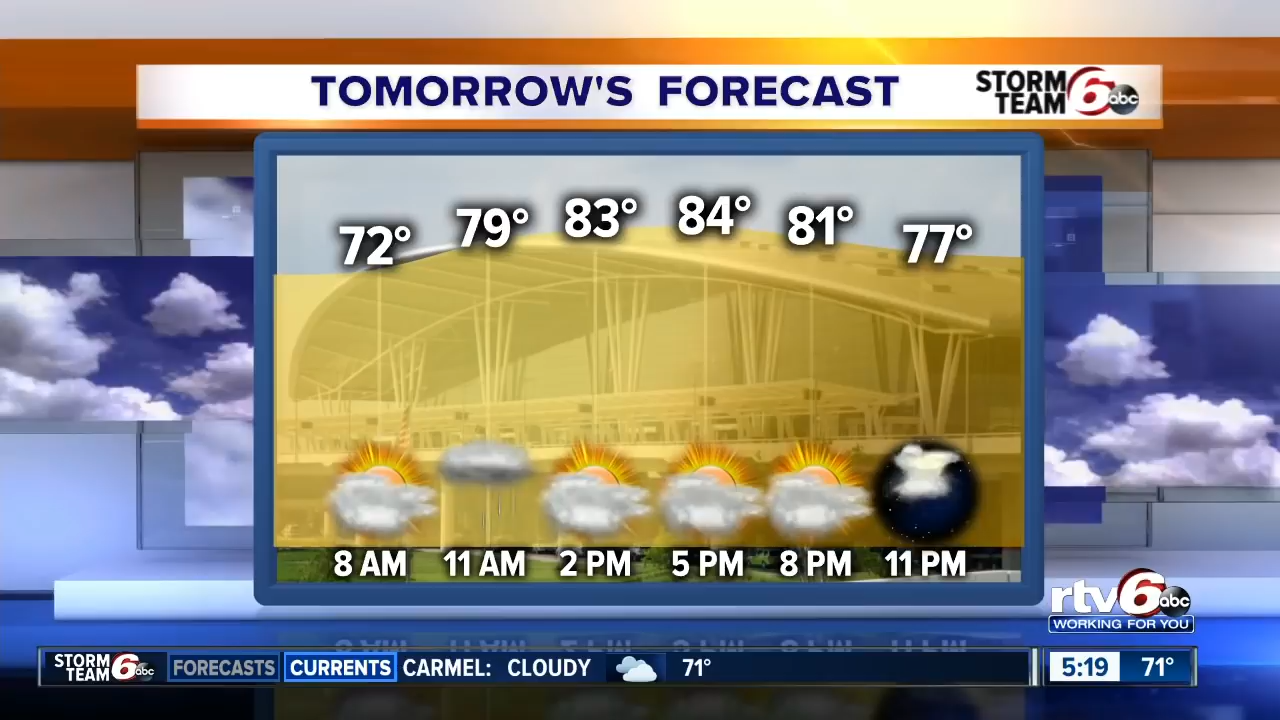 TOMORROW'S FORECAST
STORM TEAM 6 abc
72° 79° 83° 84° 81° 77°
8 AM 11 AM 2 PM 5 PM 8 PM 11 PM
rtv6 abc
WORKING FOR YOU
STORM TEAM 6 abc FORECASTS CURRENTS CARMEL: CLOUDY 71° 5:19 71°